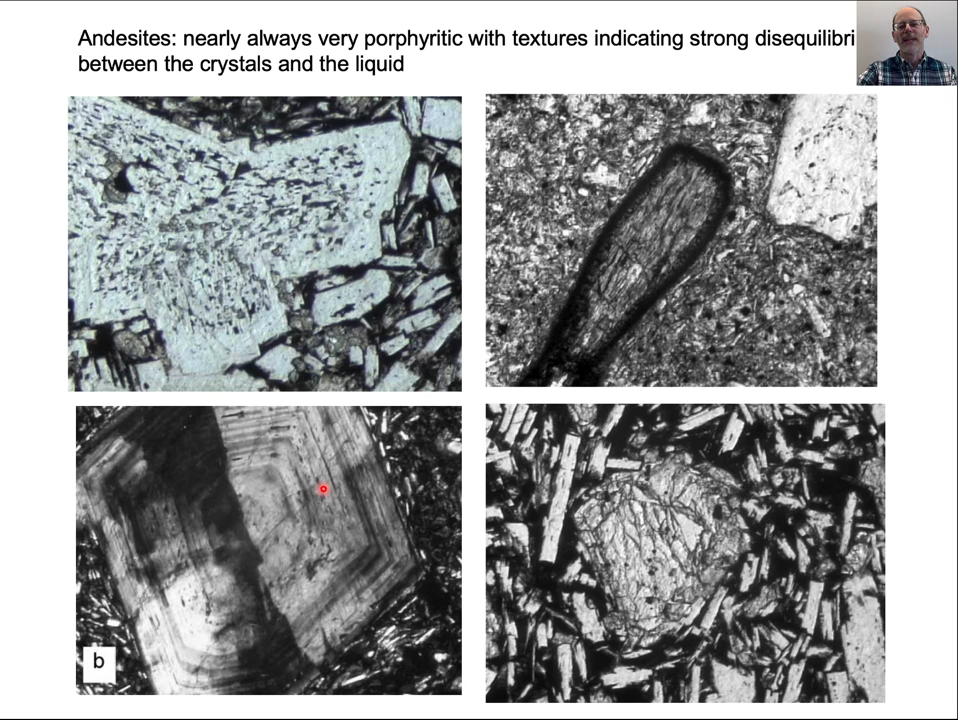 Andesites: nearly always very porphyritic with textures indicating strong disequilibri
between the crystals and the liquid
b